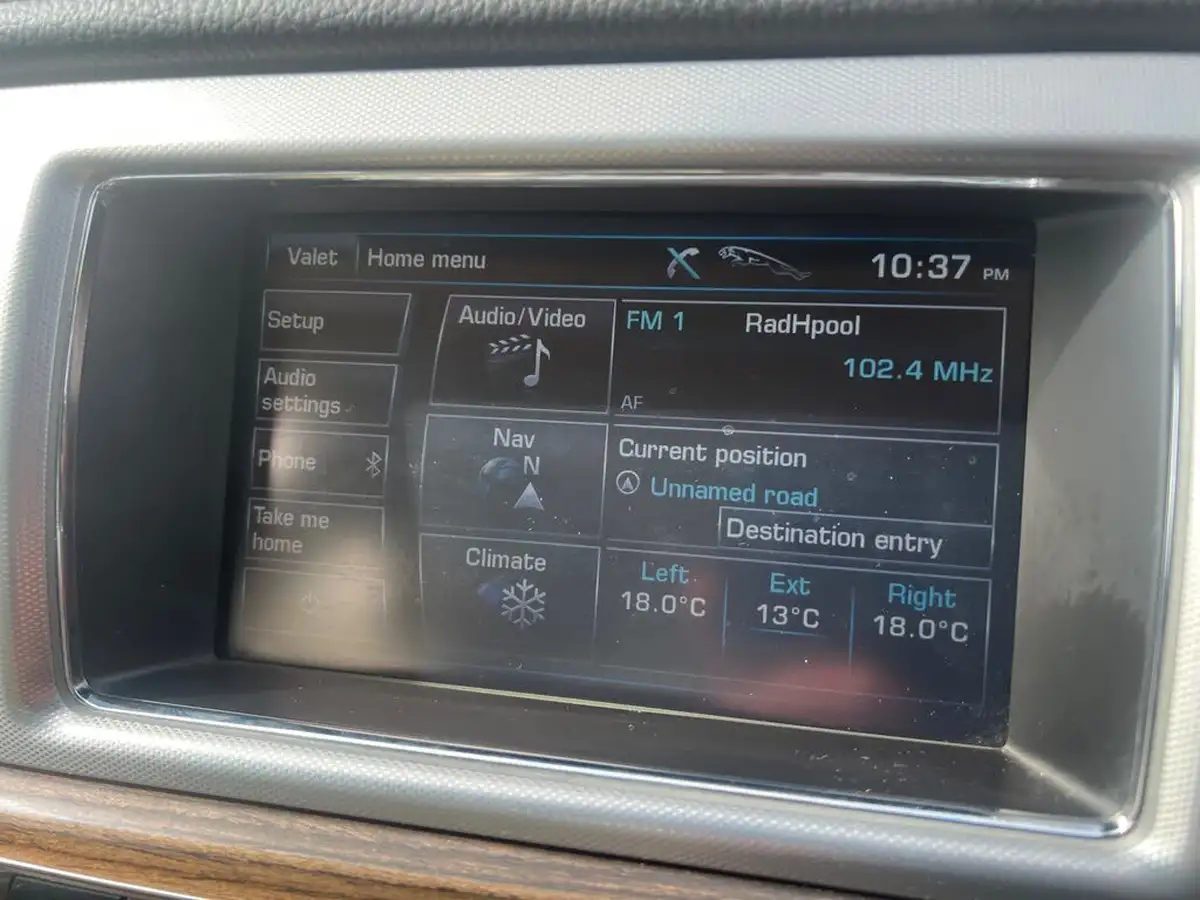 Valet
Home menu
10:37 PM
Setup
Audio/Video
FM 1
RadHpool
102.4 MHz
AF
Audio
settings
Nav
N
Current position
Unnamed road
Phone
Destination entry
Take me
home
Climate
Left
18.0°C
Ext
13°C
Right
18.0°C